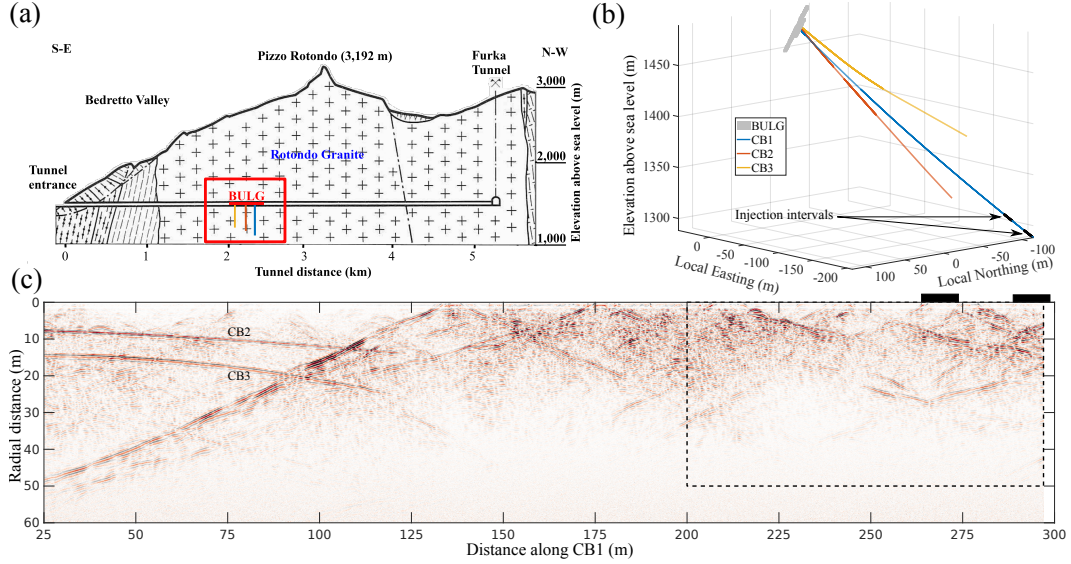 (a)
S-E
Pizzo Rotondo (3,192 m)
Furka
Tunnel
N-W
Bedretto Valley
3,000
Tunnel
entrance
Rotondo Granite
2,000
BULG
1,000
Elevation above sea level (m)
0
1
2
3
4
5
Tunnel distance (km)
(b)
Elevation above sea level (m)
1450
1400
1350
1300
BULG
CB1
CB2
CB3
Injection intervals
0
-50
-100
-150
-200
Local Easting (m)
100
50
0
-50
-100
Local Northing (m)
(c)
Radial distance (m)
0
10
20
30
40
50
60
CB2
CB3
25
50
75
100
125
150
175
200
225
250
275
300
Distance along CB1 (m)